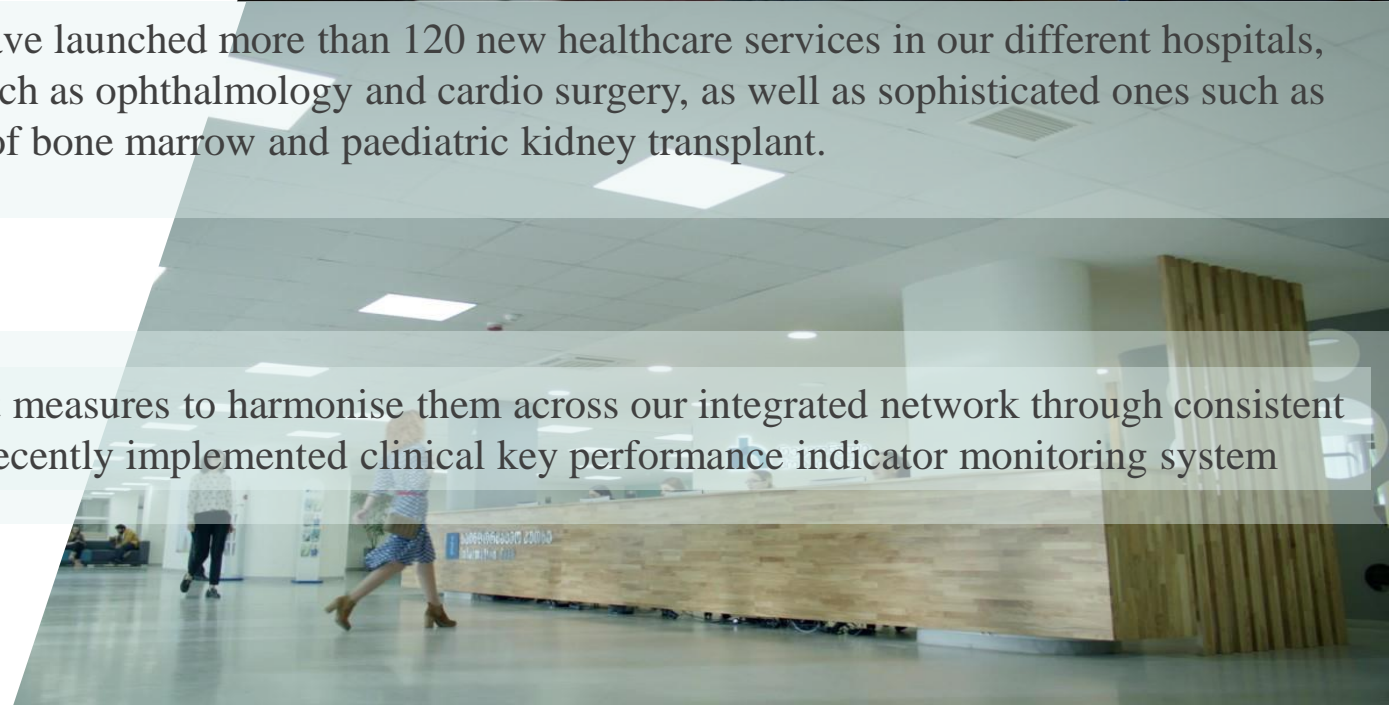 ave launched more than 120 new healthcare services in our different hospitals,
ch as ophthalmology and cardio surgery, as well as sophisticated ones such as
of bone marrow and paediatric kidney transplant.
measures to harmonise them across our integrated network through consistent
ecently implemented clinical key performance indicator monitoring system